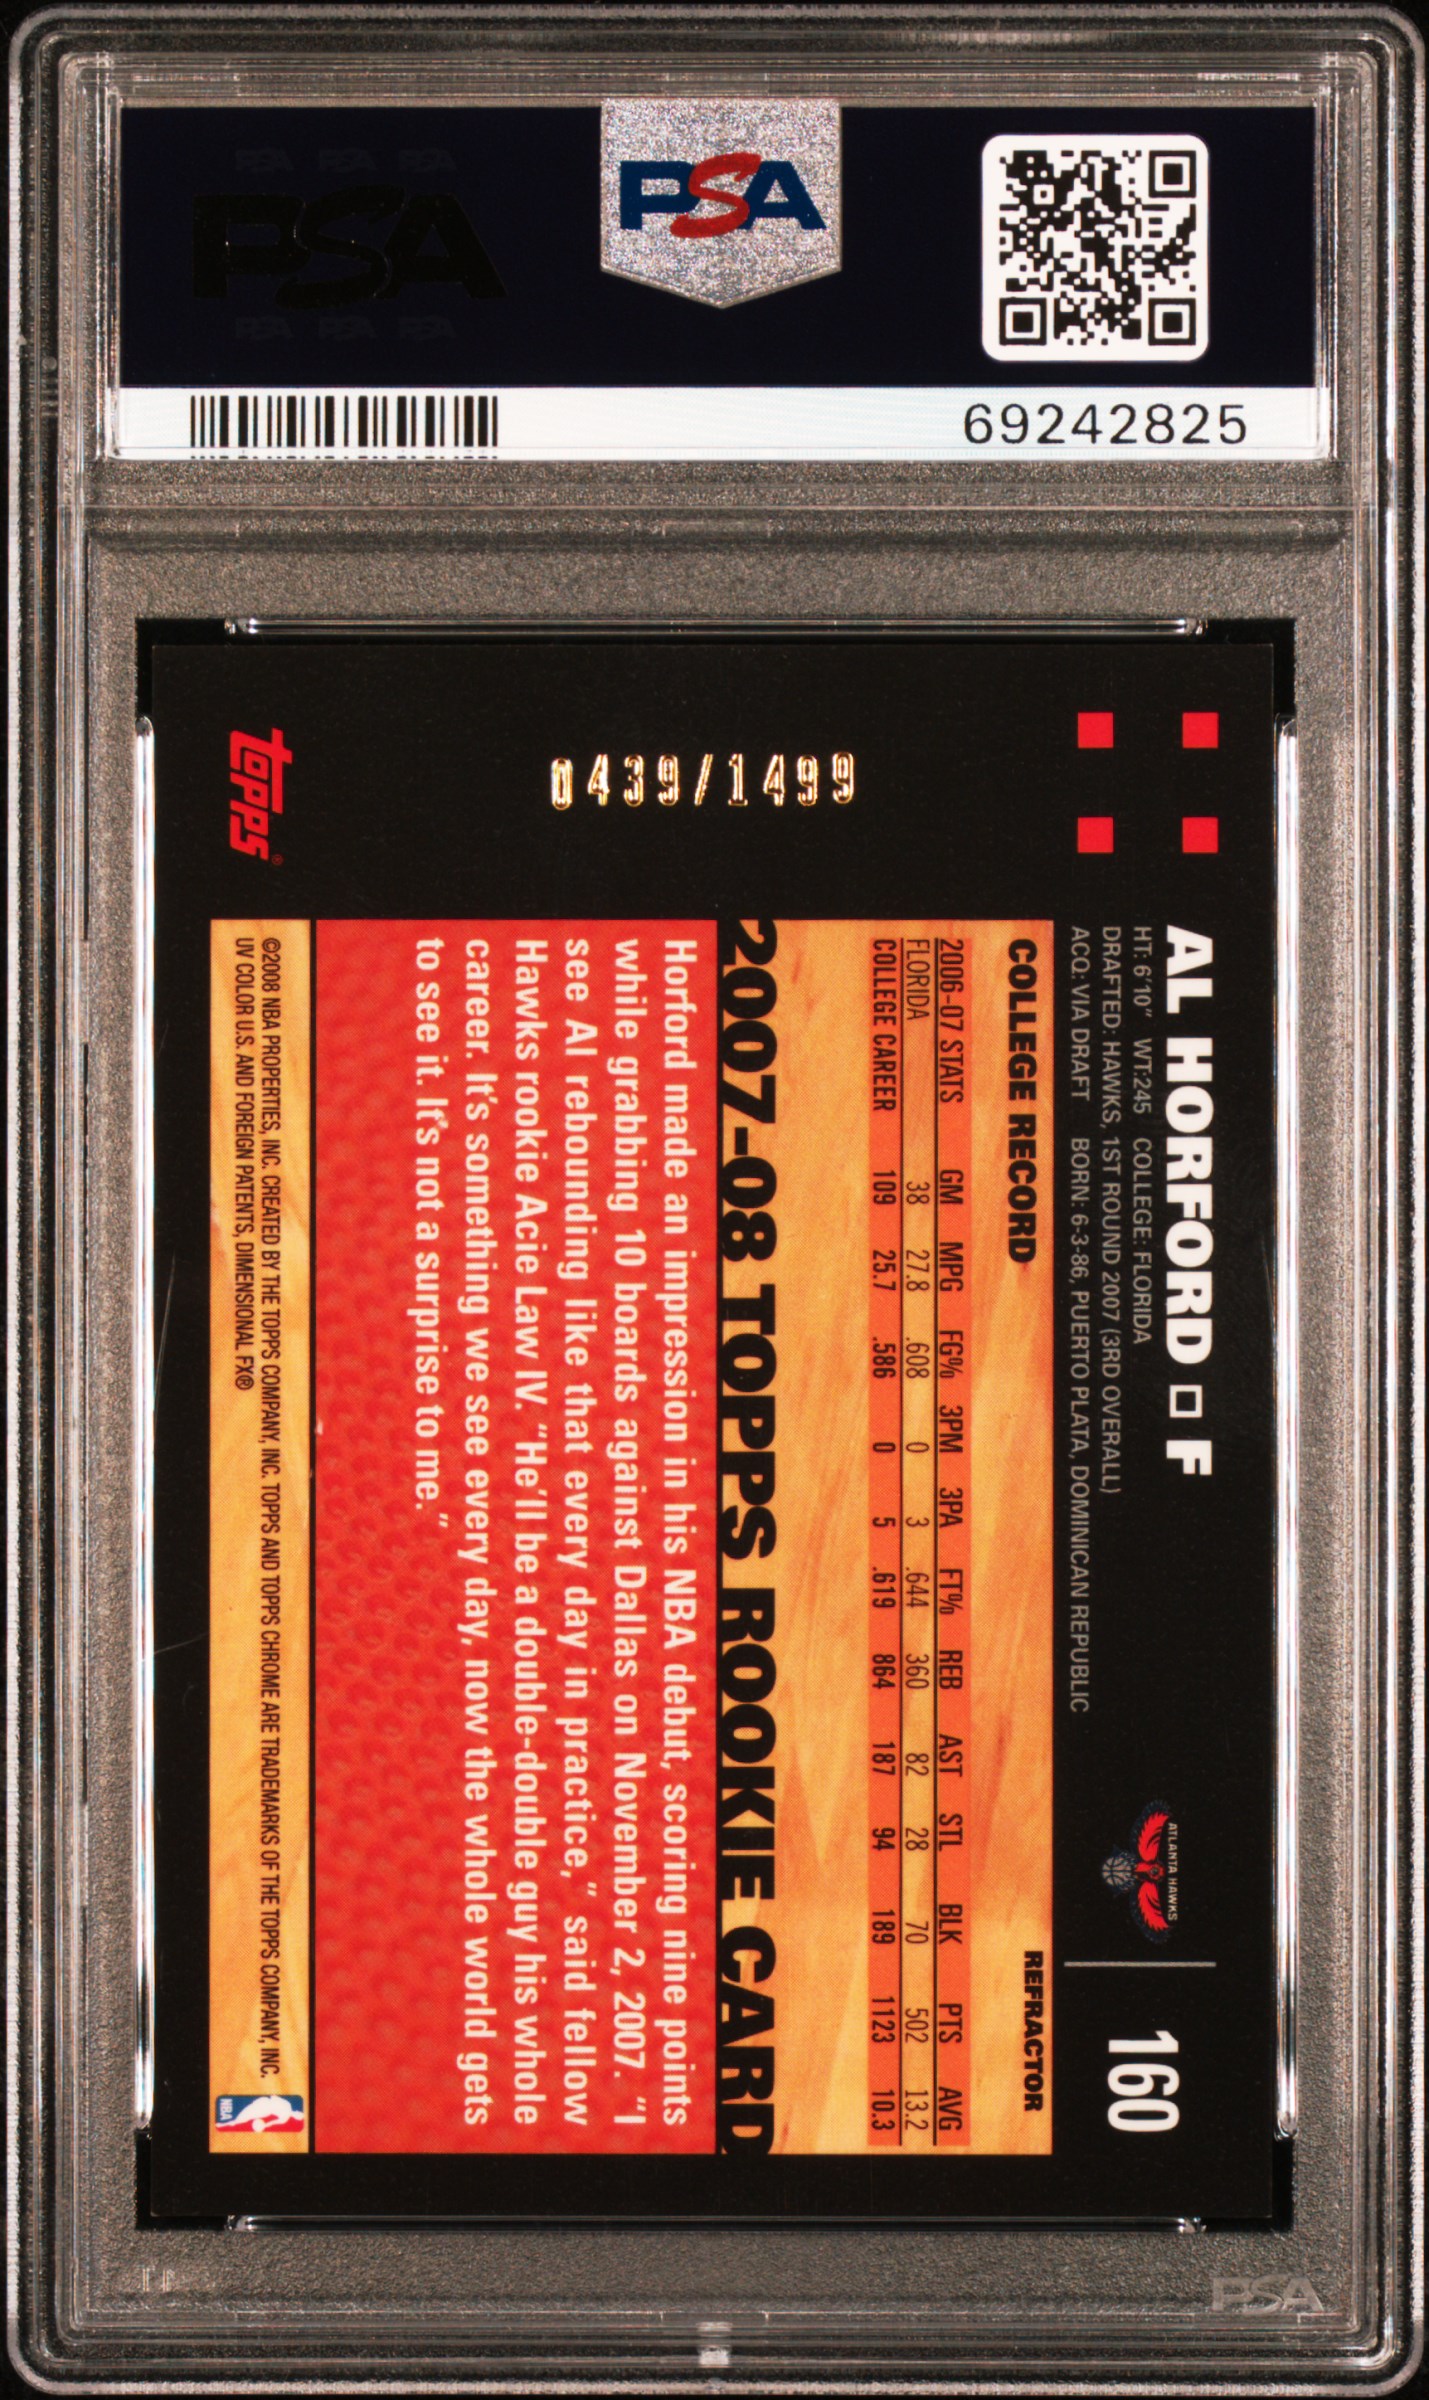 PSA PSA PSA
PSA
PSA PSA PSA
PSA
69242825
0439/1499
topps®
AL HORFORD □ F
HT: 6'10" WT:245 COLLEGE: FLORIDA
DRAFTED: HAWKS, 1ST ROUND 2007 (3RD OVERALL)
ACQ: VIA DRAFT BORN: 6-3-86, PUERTO PLATA, DOMINICAN REPUBLIC
ATLANTA HAWKS
160
COLLEGE RECORD
REFRACTOR
2006-07 STATS GM MPG FG% 3PM 3PA FT% REB AST STL BLK PTS AVG
FLORIDA 38 27.8 .608 0 3 .644 360 82 28 70 502 13.2
COLLEGE CAREER 109 25.7 .586 0 5 .619 864 187 94 189 1123 10.3
2007-08 TOPPS ROOKIE CARD
Horford made an impression in his NBA debut, scoring nine points
while grabbing 10 boards against Dallas on November 2, 2007. "I
see Al rebounding like that every day in practice," said fellow
Hawks rookie Acie Law IV. "He'll be a double-double guy his whole
career. It's something we see every day, now the whole world gets
to see it. It's not a surprise to me."
©2008 NBA PROPERTIES, INC. CREATED BY THE TOPPS COMPANY, INC. TOPPS AND TOPPS CHROME ARE TRADEMARKS OF THE TOPPS COMPANY, INC.
UV COLOR U.S. AND FOREIGN PATENTS, DIMENSIONAL FX®
NBA
PSA